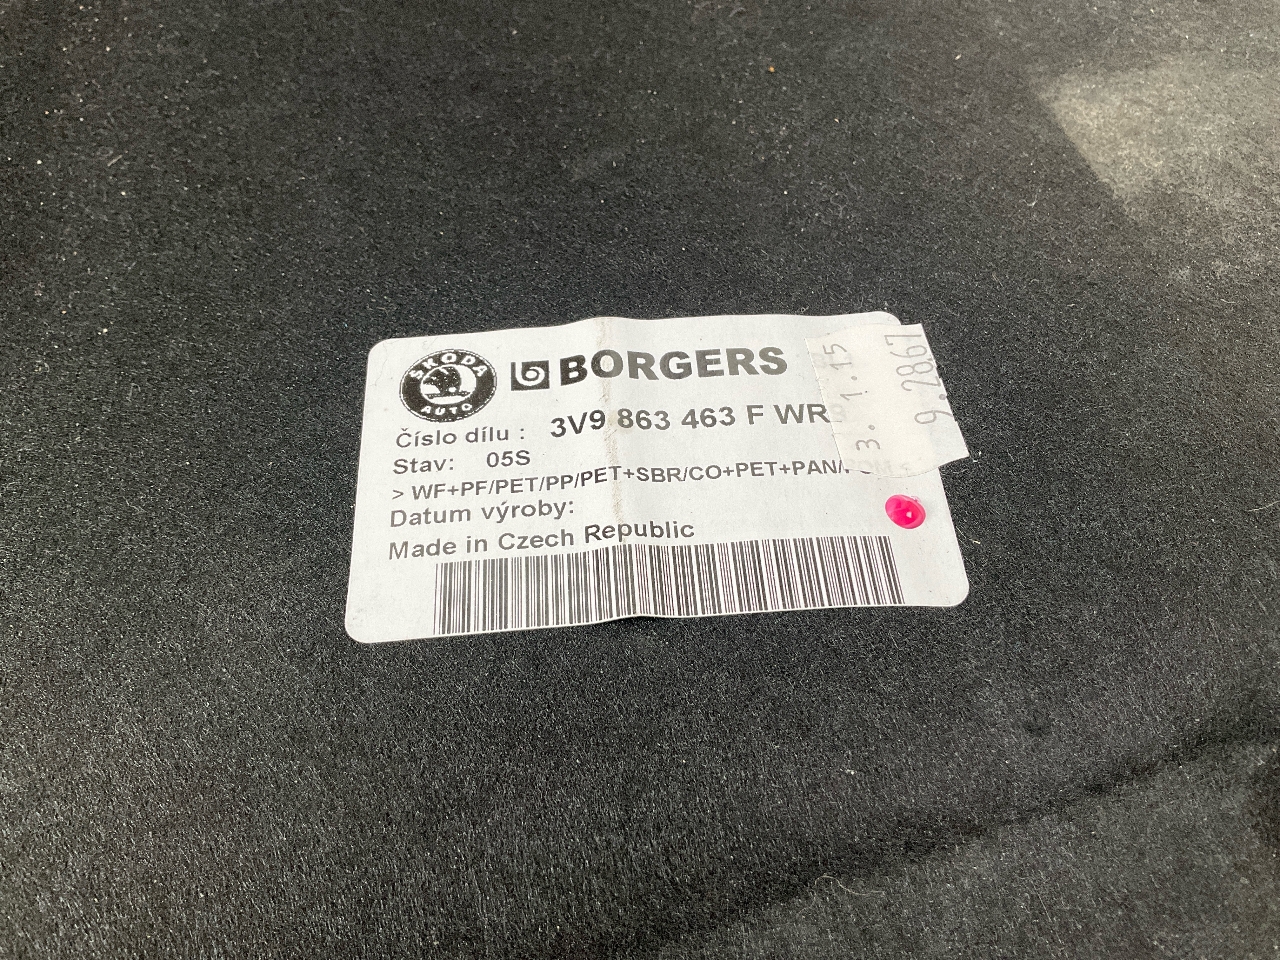 ŠKODA
AUTO
BORGERS
Číslo dílu : 3V9 863 463 F WR
Stav: 05S
> WF+PF/PET/PP/PET+SBR/CO+PET+PAN/
Datum výroby:
Made in Czech Republic
3.1.15
9.2867